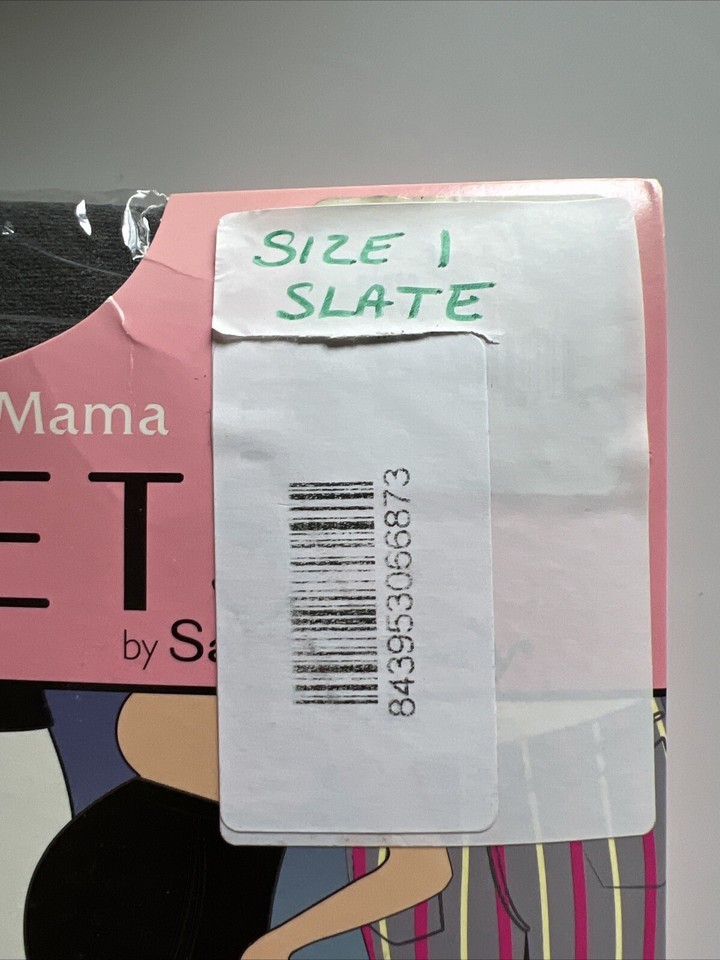 SIZE 1
SLATE
Mama
ET
by Sa
843953066873